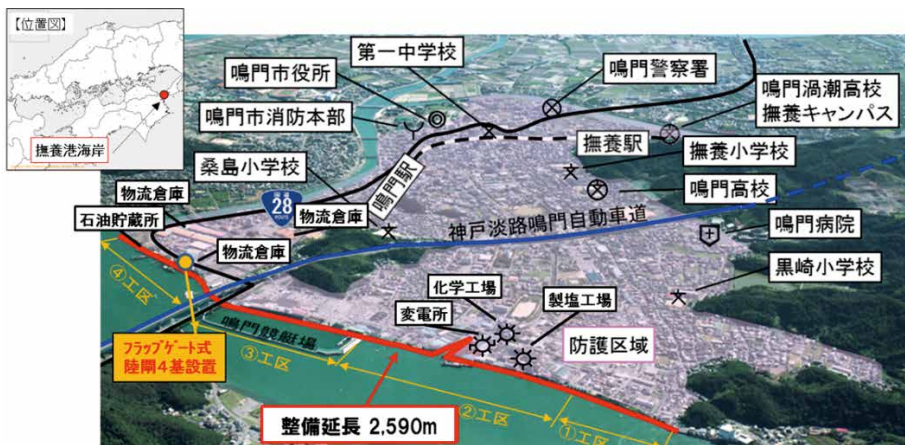 【位置図】
撫養港海岸
第一中学校
鳴門市役所
鳴門警察署
鳴門市消防本部
鳴門渦潮高校
撫養キャンパス
撫養駅
撫養小学校
桑島小学校
鳴門駅
鳴門高校
物流倉庫
国道
28
ROUTE
物流倉庫
石油貯蔵所
物流倉庫
神戸淡路鳴門自動車道
鳴門病院
黒崎小学校
④工区
化学工場
変電所
製塩工場
鳴門競艇場
防護区域
フラップゲート式
陸閘4基設置
③工区
②工区
整備延長 2,590m
①工区